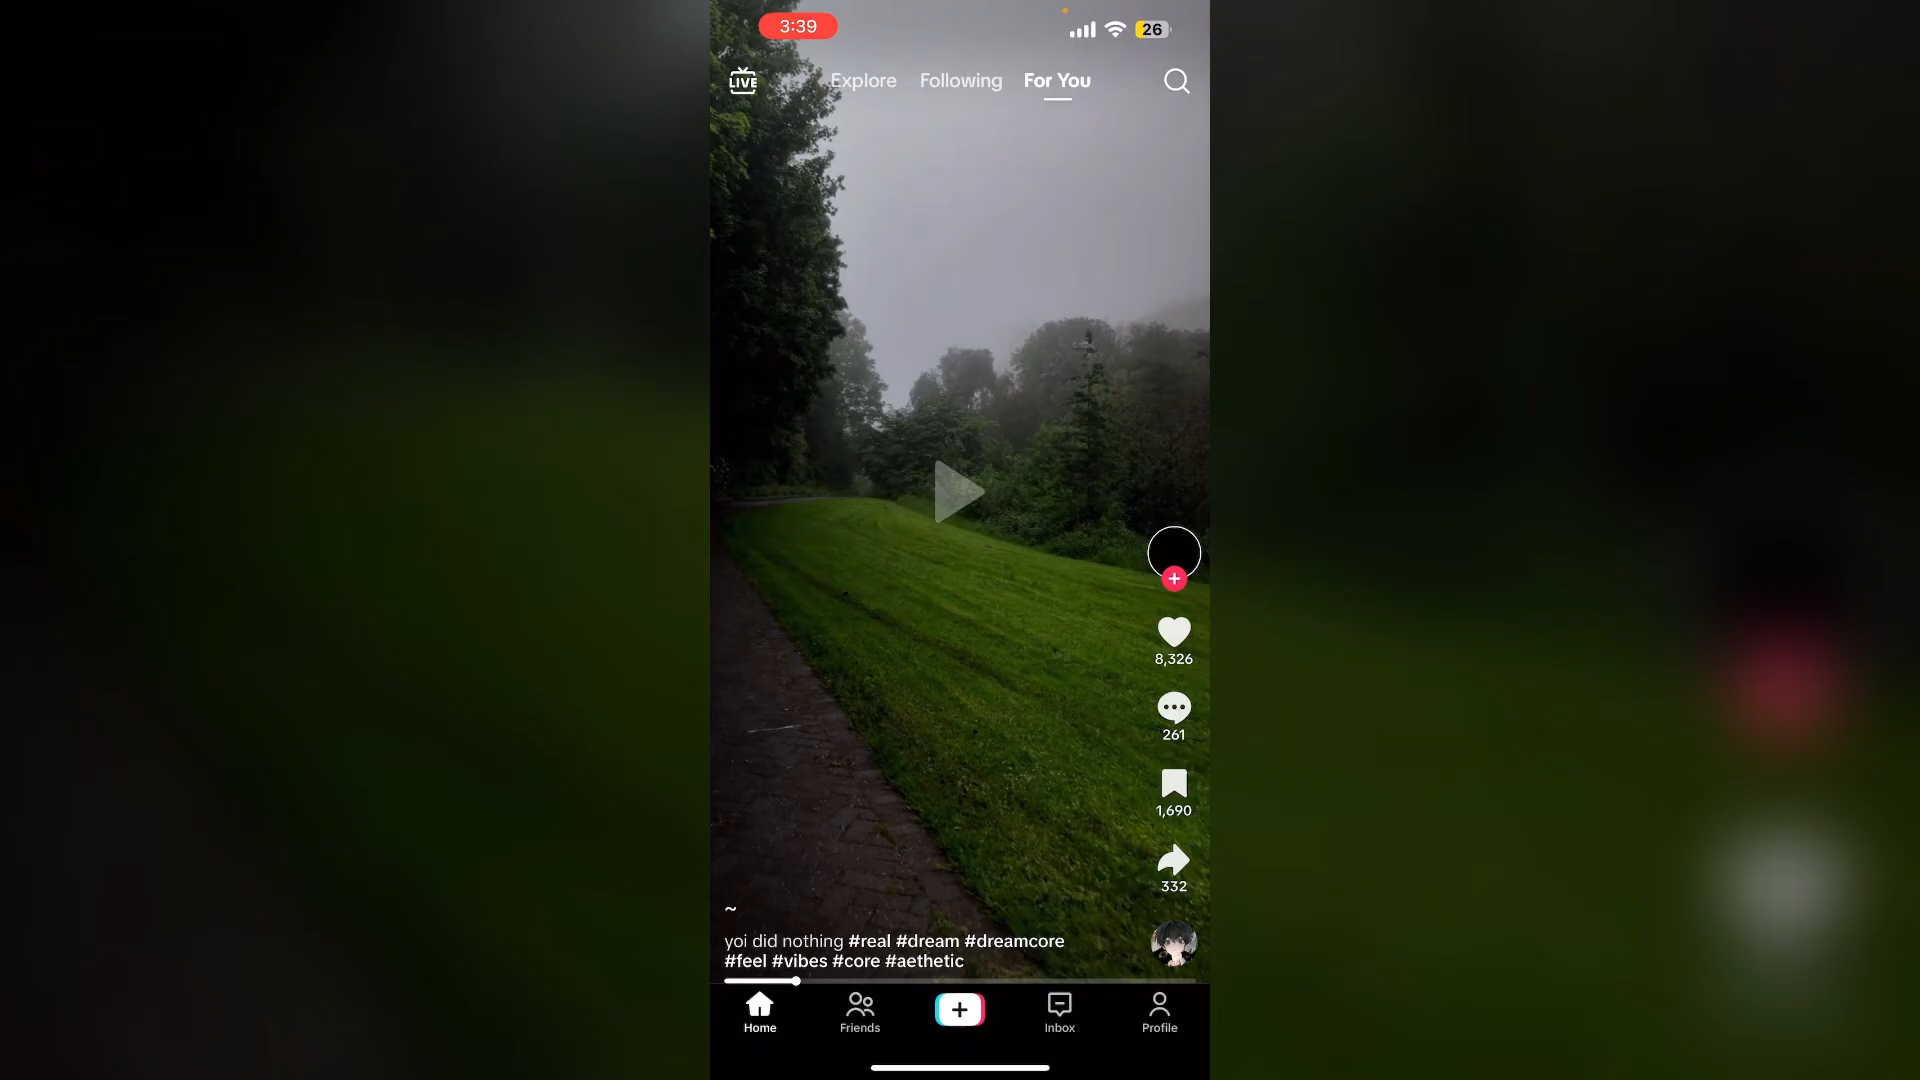 3:39
26
LIVE
Explore
Following
For You
8,326
261
1,690
332
~
yoi did nothing #real #dream #dreamcore
#feel #vibes #core #aethetic
Home
Friends
Inbox
Profile